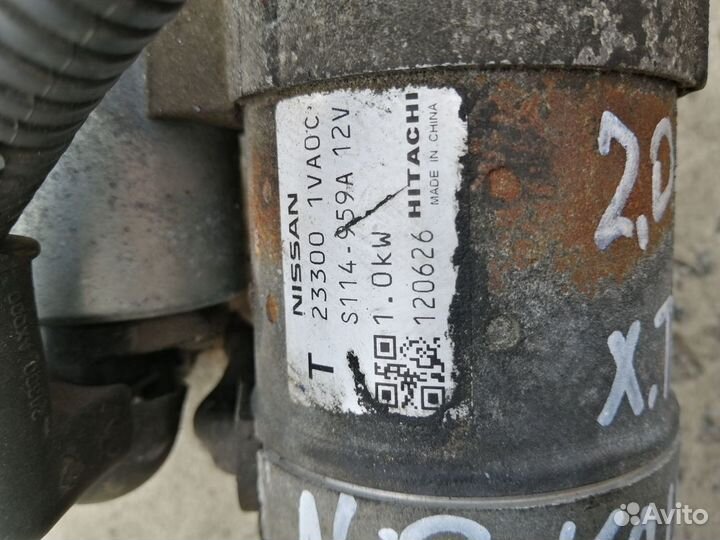 NISSAN
T 23300 1VA0C
S114-959A 12V
1.0kW
120626 HITACHI
MADE IN CHINA
2,0
Avito